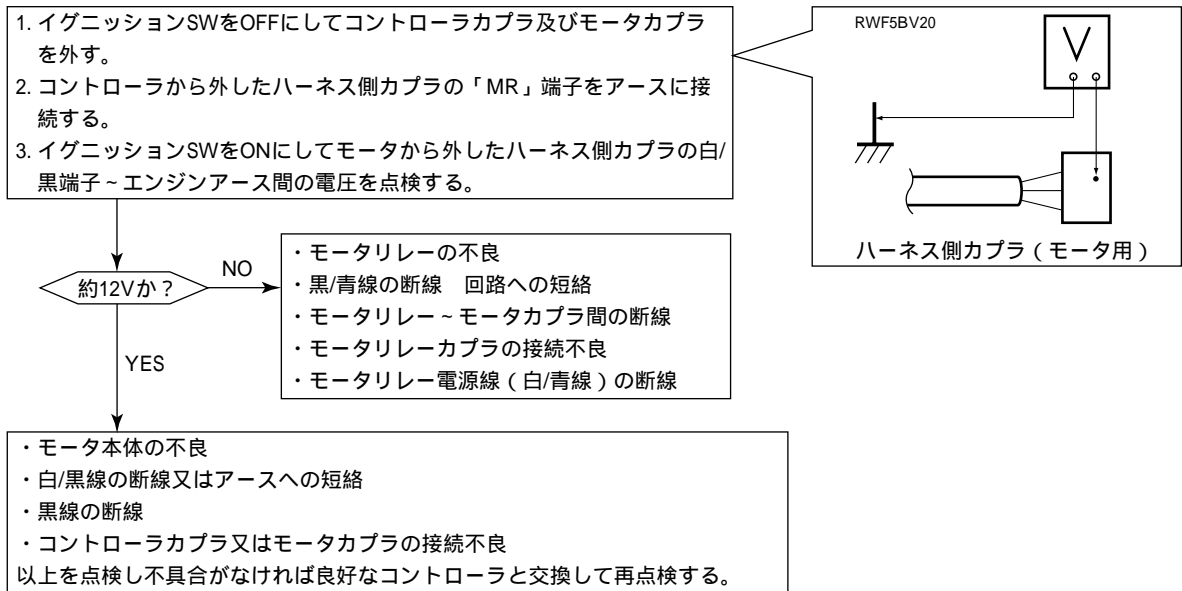 1. イグニッションSWをOFFにしてコントローラカプラ及びモータカプラ
を外す。
2. コントローラから外したハーネス側カプラの「MR」端子をアースに接
続する。
3. イグニッションSWをONにしてモータから外したハーネス側カプラの白/
黒端子~エンジンアース間の電圧を点検する。
RWF5BV20
V
ハーネス側カプラ(モータ用)
約12Vか?
NO
・モータリレーの不良
・黒/青線の断線 回路への短絡
・モータリレー~モータカプラ間の断線
・モータリレーカプラの接続不良
・モータリレー電源線(白/青線)の断線
YES
・モータ本体の不良
・白/黒線の断線又はアースへの短絡
・黒線の断線
・コントローラカプラ又はモータカプラの接続不良
以上を点検し不具合がなければ良好なコントローラと交換して再点検する。